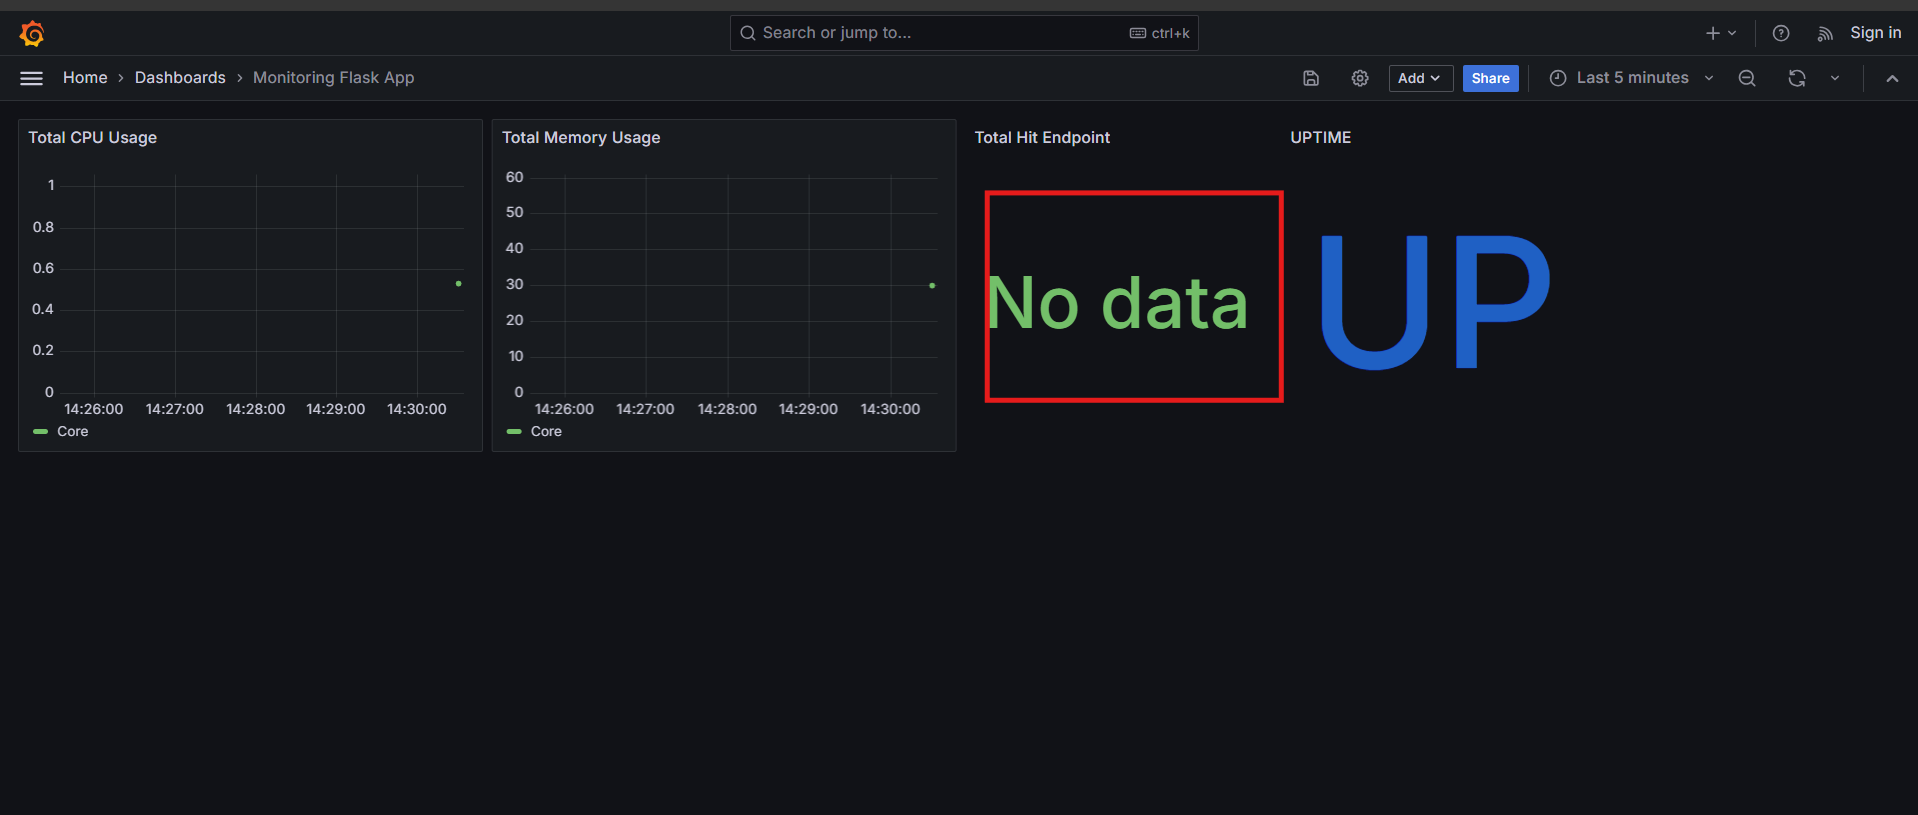 Search or jump to... ctrl+k Sign in
Home › Dashboards › Monitoring Flask App Add Share Last 5 minutes
Total CPU Usage
1
0.8
0.6
0.4
0.2
0
14:26:00 14:27:00 14:28:00 14:29:00 14:30:00
Core
Total Memory Usage
60
50
40
30
20
10
0
14:26:00 14:27:00 14:28:00 14:29:00 14:30:00
Core
Total Hit Endpoint
No data
UPTIME
UP